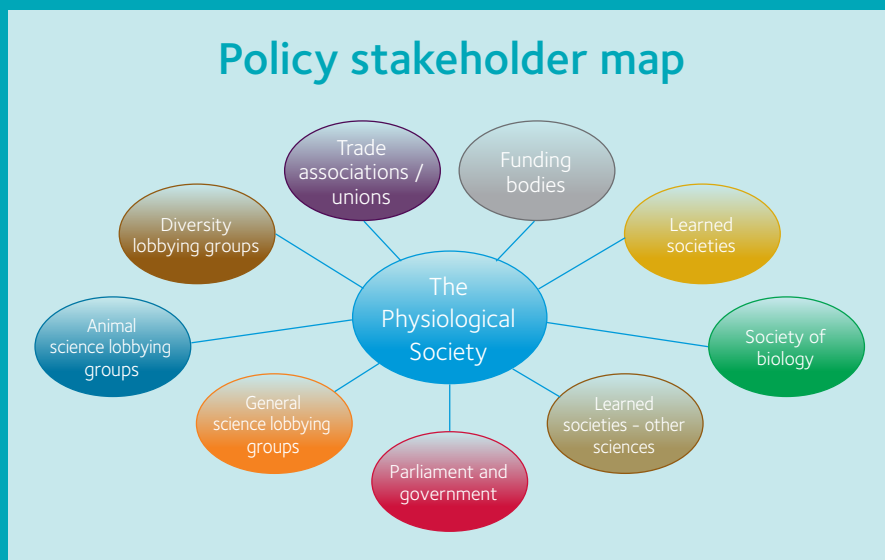 Policy stakeholder map
Trade
associations /
unions
Funding
bodies
Diversity
lobbying groups
Learned
societies
The
Physiological
Society
Animal
science lobbying
groups
Society of
biology
General
science lobbying
groups
Learned
societies – other
sciences
Parliament and
government